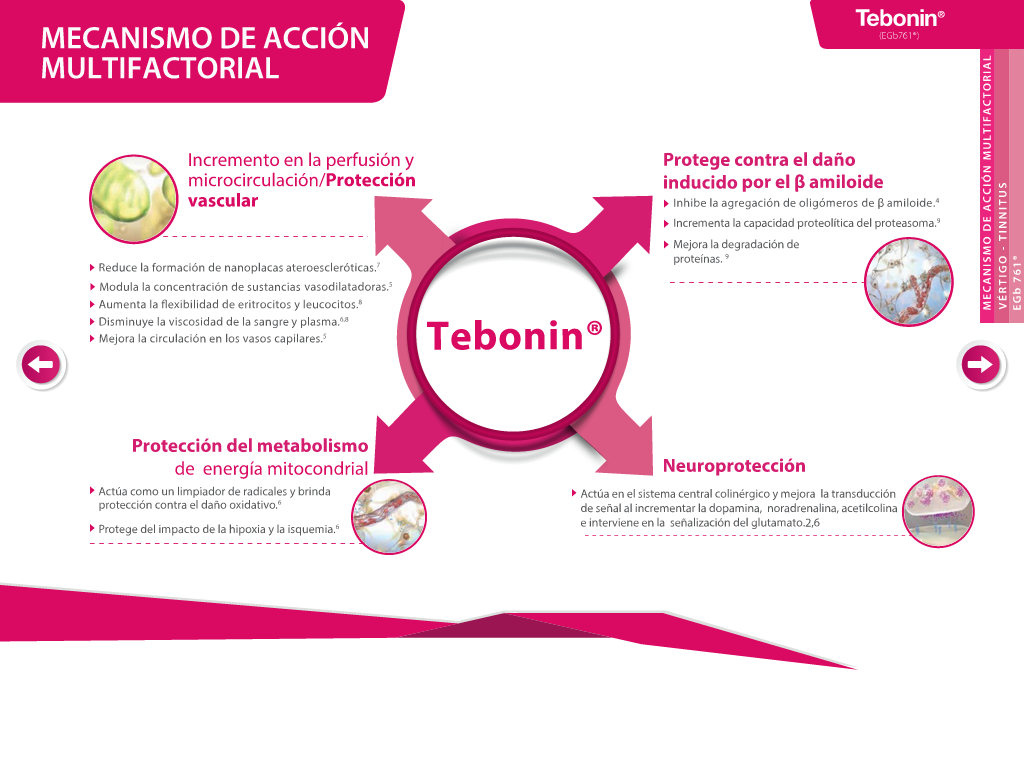 MECANISMO DE ACCIÓN
MULTIFACTORIAL
Tebonin®
(EGb761®)
Incremento en la perfusión y
microcirculación/Protección
vascular
Reduce la formación de nanoplacas ateroescleróticas.7
Modula la concentración de sustancias vasodilatadoras.5
Aumenta la flexibilidad de eritrocitos y leucocitos.8
Disminuye la viscosidad de la sangre y plasma.6,8
Mejora la circulación en los vasos capilares.5
Protege contra el daño
inducido por el β amiloide
Inhibe la agregación de oligómeros de β amiloide.4
Incrementa la capacidad proteolítica del proteasoma.9
Mejora la degradación de
proteínas. 9
Tebonin®
Protección del metabolismo
de energía mitocondrial
Actúa como un limpiador de radicales y brinda
protección contra el daño oxidativo.6
Protege del impacto de la hipoxia y la isquemia.6
Neuroprotección
Actúa en el sistema central colinérgico y mejora la transducción
de señal al incrementar la dopamina, noradrenalina, acetilcolina
e interviene en la señalización del glutamato.2,6
MECANISMO DE ACCIÓN MULTIFACTORIAL
VÉRTIGO - TINNITUS
EGb 761®